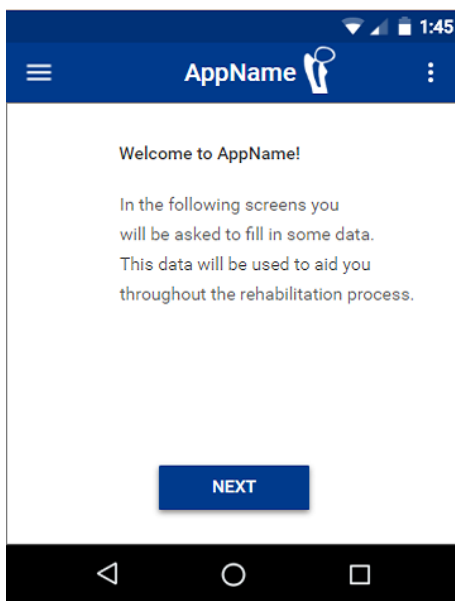 1:45
AppName
Welcome to AppName!
In the following screens you
will be asked to fill in some data.
This data will be used to aid you
throughout the rehabilitation process.
NEXT